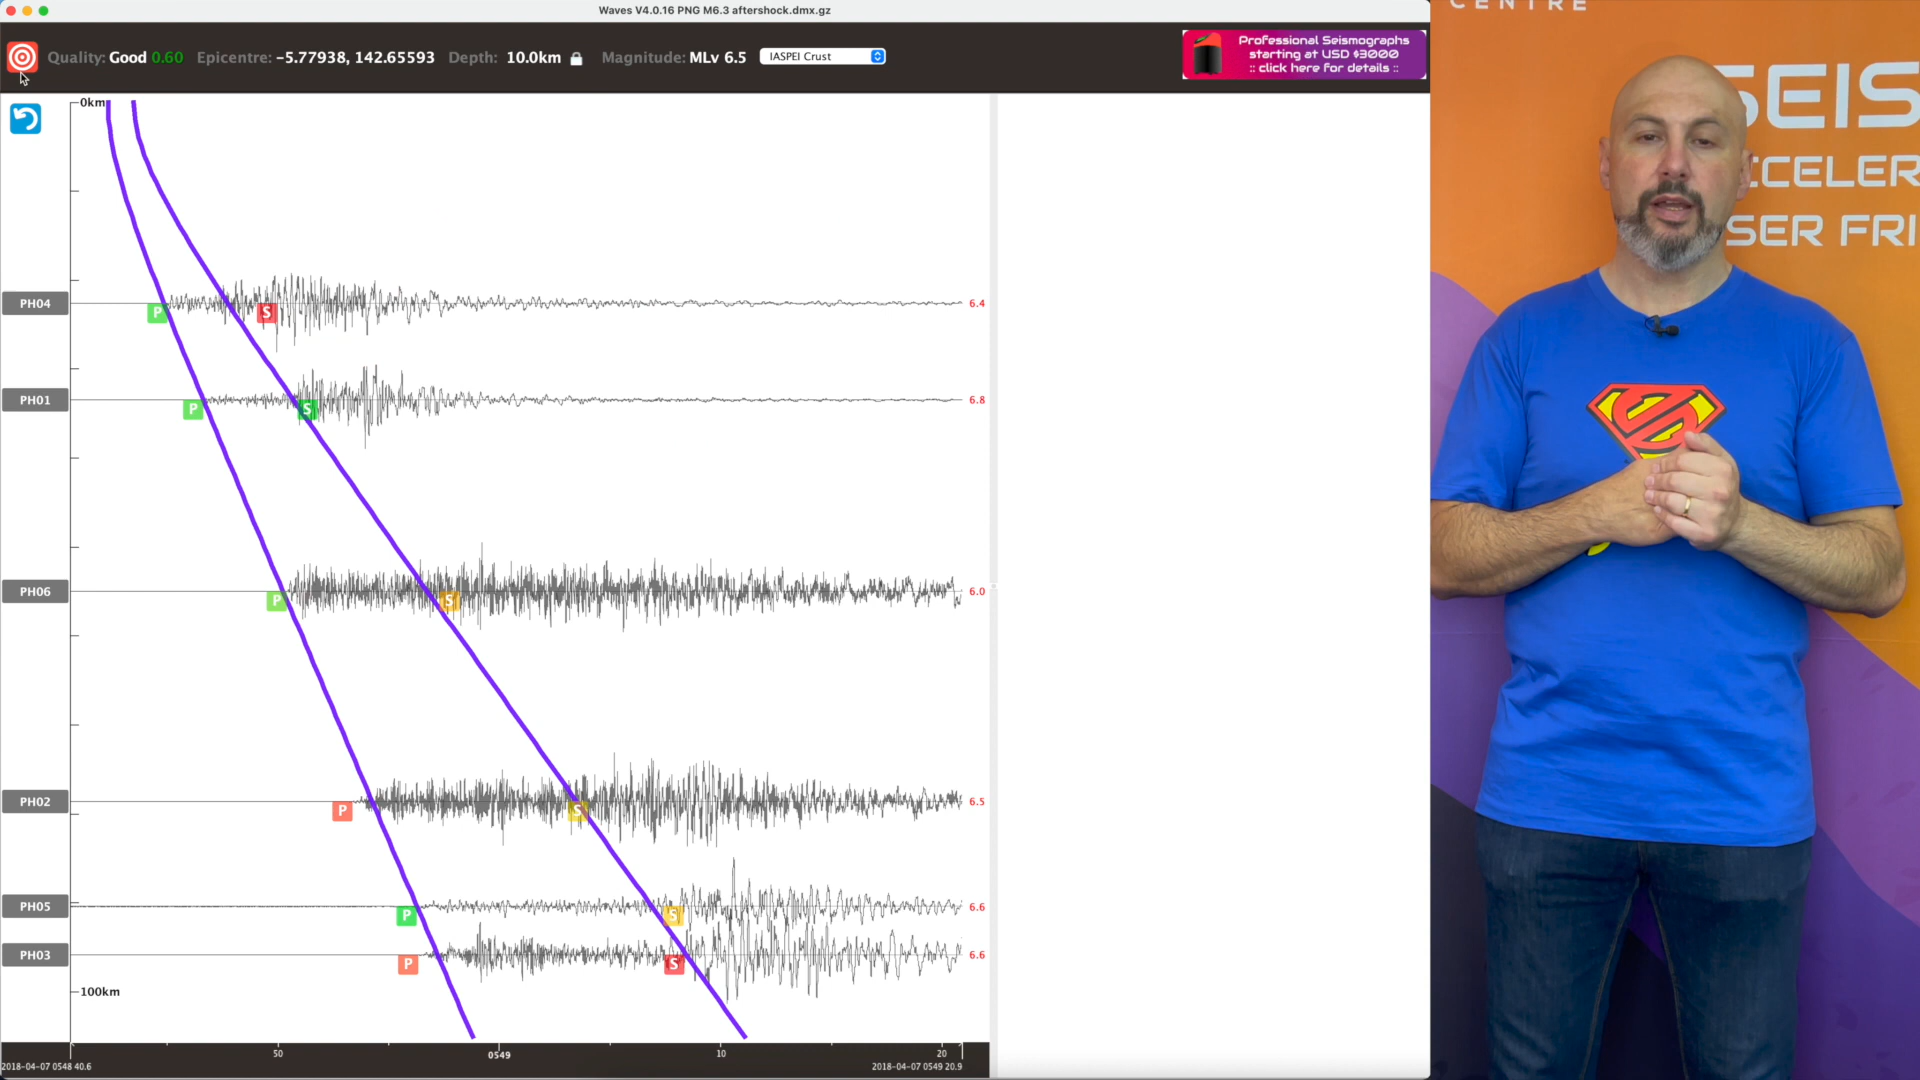 Waves V4.0.16 PNG M6.3 aftershock.dmx.gz
Quality: Good 0.60 Epicentre: -5.77938, 142.65593 Depth: 10.0km Magnitude: MLv 6.5 IASPEI Crust
Professional Seismographs
starting at USD $3000
:: click here for details ::
0km
PH04 P S 6.4
PH01 P S 6.8
PH06 P S 6.0
PH02 P S 6.5
PH05 P S 6.6
PH03 P S 6.6
100km
50 0549 10 20
2018-04-07 0548 40.6 2018-04-07 0549 20.9
CENTRE
SEIS
CCELER
SER FRI